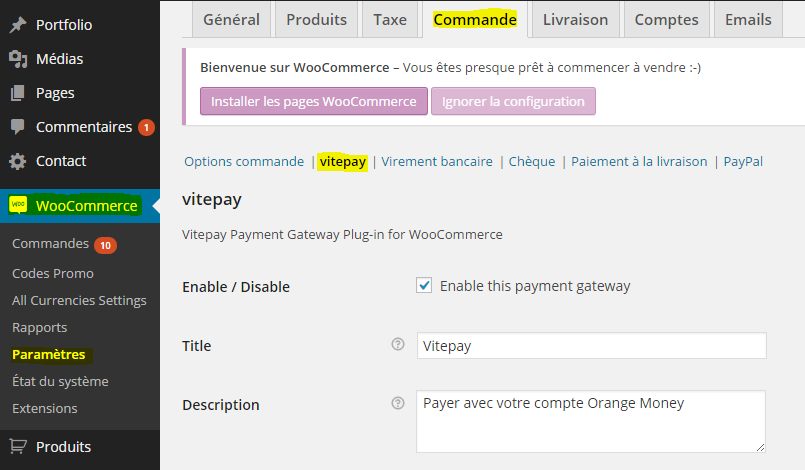 Portfolio
Médias
Pages
Commentaires 1
Contact
woo WooCommerce
Commandes 10
Codes Promo
All Currencies Settings
Rapports
Paramètres
État du système
Extensions
Produits
Général Produits Taxe Commande Livraison Comptes Emails
Bienvenue sur WooCommerce – Vous êtes presque prêt à commencer à vendre :-)
Installer les pages WooCommerce Ignorer la configuration
Options commande | vitepay | Virement bancaire | Chèque | Paiement à la livraison | PayPal
vitepay
Vitepay Payment Gateway Plug-in for WooCommerce
Enable / Disable Enable this payment gateway
Title ? Vitepay
Description ? Payer avec votre compte Orange Money